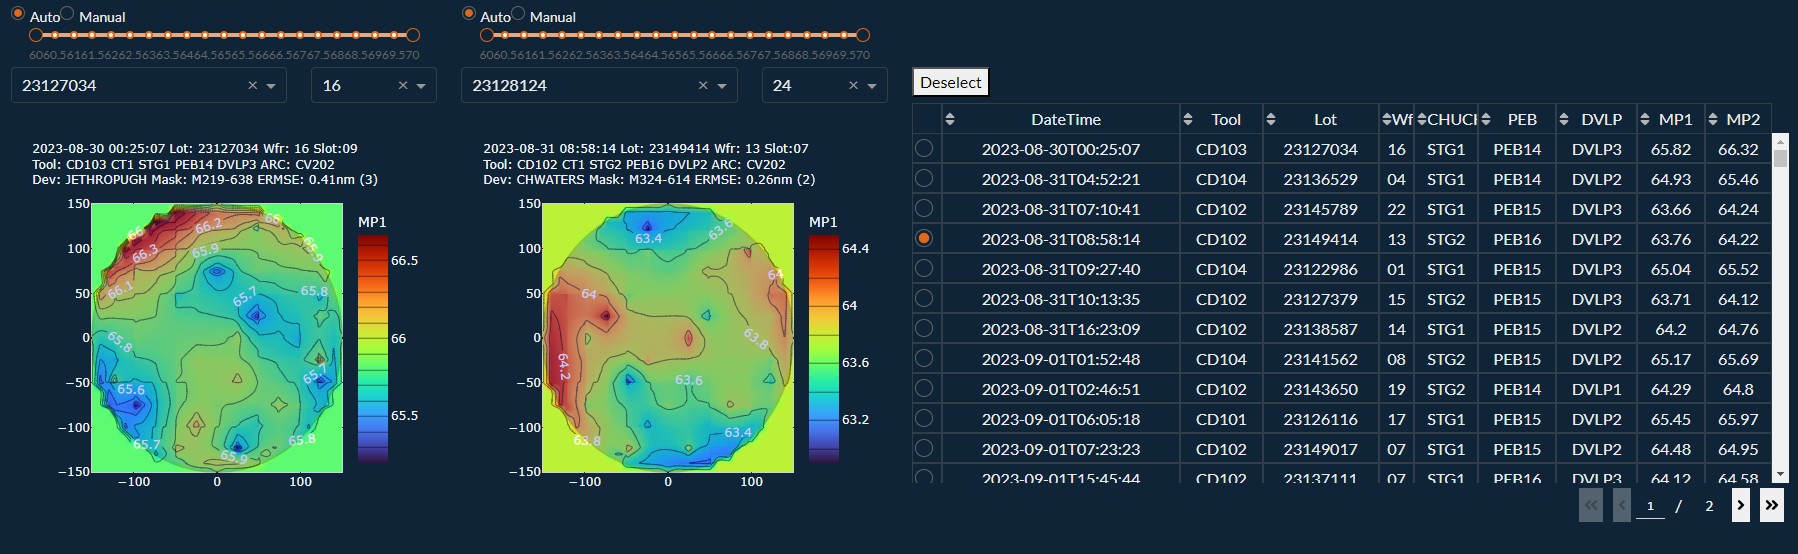 Auto Manual
6060.56161.56262.56363.56464.56565.56666.56767.56868.56969.570
23127034 × 16 ×
2023-08-30 00:25:07 Lot: 23127034 Wfr: 16 Slot:09
Tool: CD103 CT1 STG1 PEB14 DVLP3 ARC: CV202
Dev: JETHROPUGH Mask: M219-638 ERMSE: 0.41nm (3)
150
100
50
0
−50
−100
−150
−100 0 100
66 66.2 66
66.3 65.9 65.9
66.1 65.7 65.8
65.8
65.7
65.6
65.7 65.9 65.8
MP1
66.5
66
65.5
Auto Manual
6060.56161.56262.56363.56464.56565.56666.56767.56868.56969.570
23128124 × 24 ×
2023-08-31 08:58:14 Lot: 23149414 Wfr: 13 Slot:07
Tool: CD102 CT1 STG2 PEB16 DVLP2 ARC: CV202
Dev: CHWATERS Mask: M324-614 ERMSE: 0.26nm (2)
150
100
50
0
−50
−100
−150
−100 0 100
63.4 63.6
64
64
63.8
64.2 63.6
63.8 63.4
MP1
64.4
64
63.6
63.2
Deselect
DateTime Tool Lot Wf CHUCK PEB DVLP MP1 MP2
2023-08-30T00:25:07 CD103 23127034 16 STG1 PEB14 DVLP3 65.82 66.32
2023-08-31T04:52:21 CD104 23136529 04 STG1 PEB14 DVLP2 64.93 65.46
2023-08-31T07:10:41 CD102 23145789 22 STG1 PEB15 DVLP3 63.66 64.24
2023-08-31T08:58:14 CD102 23149414 13 STG2 PEB16 DVLP2 63.76 64.22
2023-08-31T09:27:40 CD104 23122986 01 STG1 PEB15 DVLP3 65.04 65.52
2023-08-31T10:13:35 CD102 23127379 15 STG2 PEB15 DVLP3 63.71 64.12
2023-08-31T16:23:09 CD102 23138587 14 STG1 PEB15 DVLP2 64.2 64.76
2023-09-01T01:52:48 CD104 23141562 08 STG2 PEB15 DVLP2 65.17 65.69
2023-09-01T02:46:51 CD104 23143650 19 STG2 PEB14 DVLP1 64.29 64.8
2023-09-01T06:05:18 CD101 23126116 17 STG1 PEB15 DVLP2 65.45 65.97
2023-09-01T07:23:23 CD102 23149017 07 STG1 PEB15 DVLP2 64.48 64.95
2023-09-01T15:45:44 CD102 23137111 07 STG1 PEB16 DVLP3 64.12 64.58
1 / 2